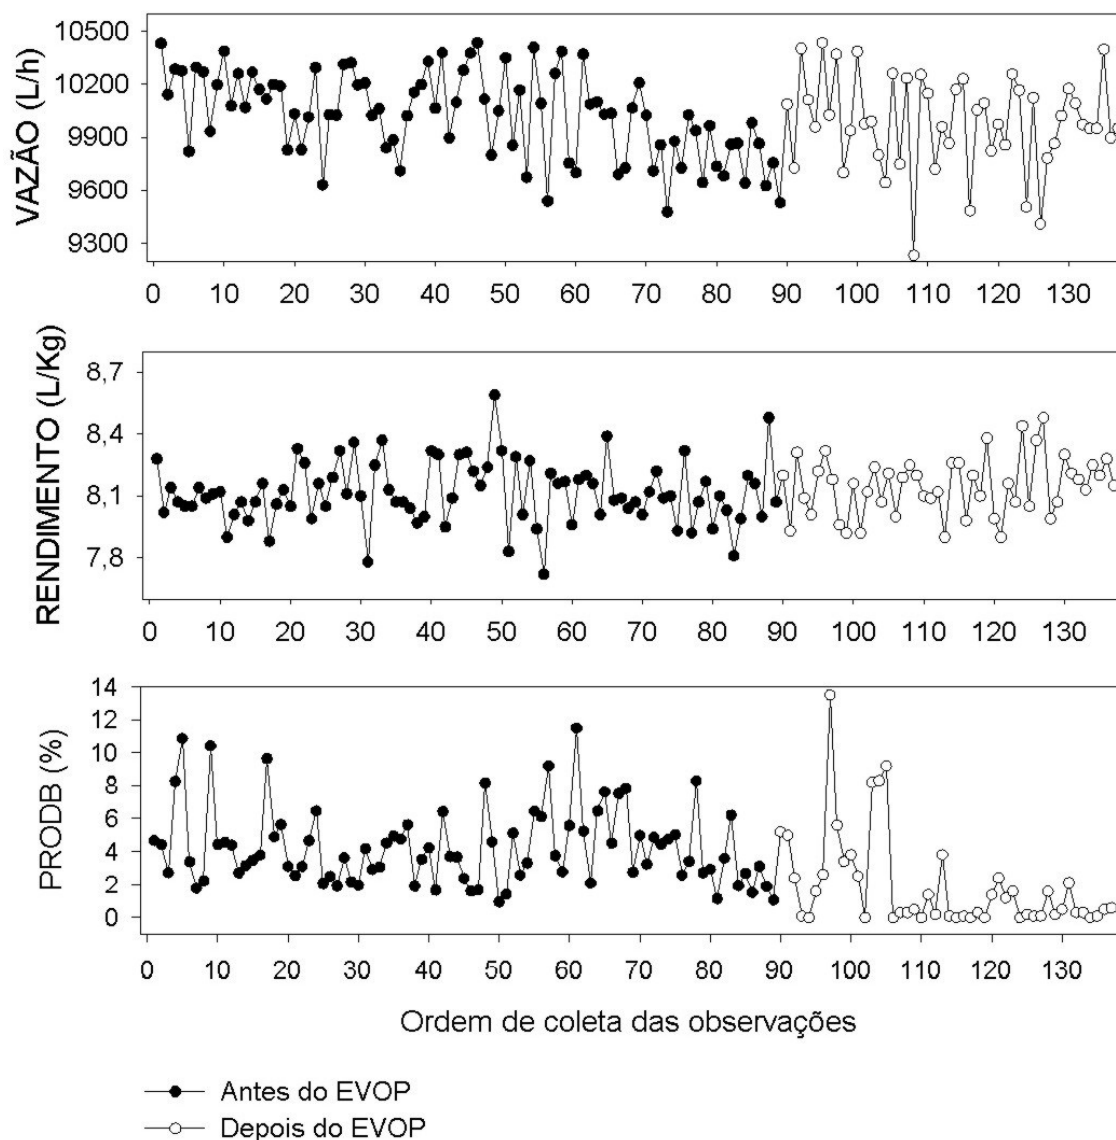 VAZÃO (L/h)
10500
10200
9900
9600
9300
0 10 20 30 40 50 60 70 80 90 100 110 120 130
RENDIMENTO (L/Kg)
8,7
8,4
8,1
7,8
0 10 20 30 40 50 60 70 80 90 100 110 120 130
PRODB (%)
14
12
10
8
6
4
2
0
0 10 20 30 40 50 60 70 80 90 100 110 120 130
Ordem de coleta das observações
Antes do EVOP
Depois do EVOP